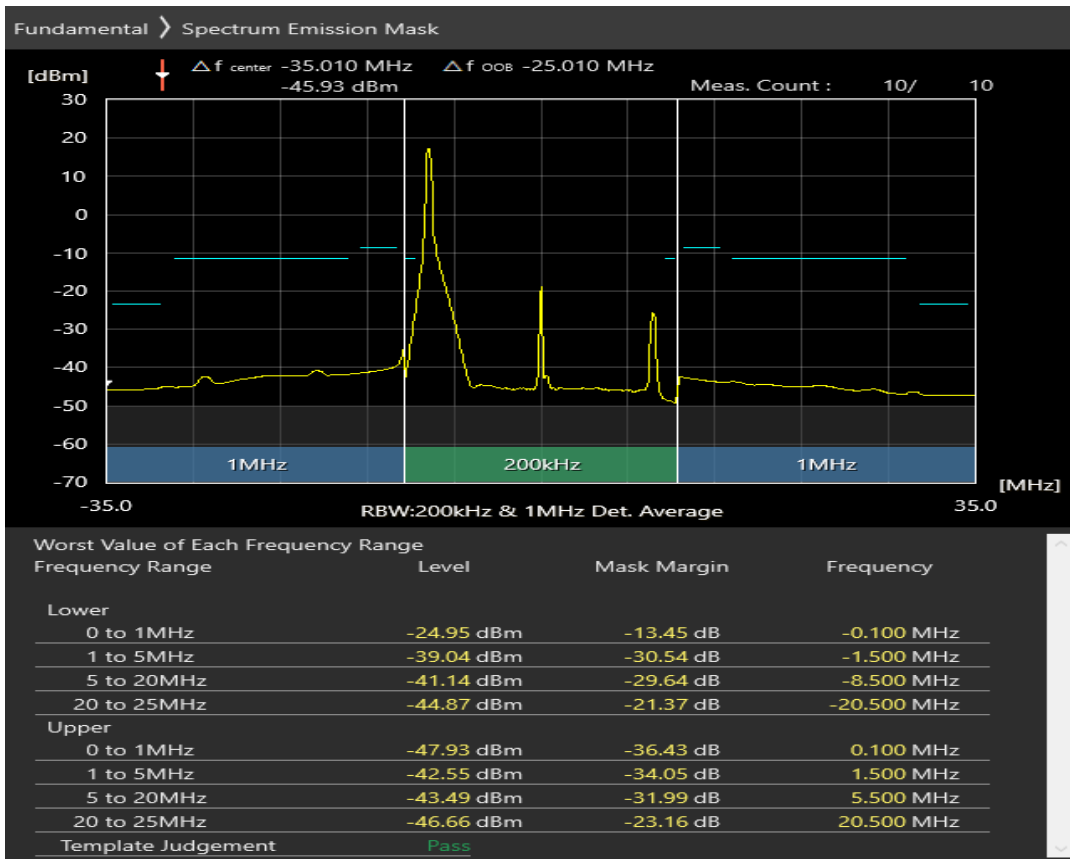 Fundamental ❯ Spectrum Emission Mask
[dBm] △f center -35.010 MHz △f OOB -25.010 MHz
-45.93 dBm Meas. Count : 10/ 10
30
20
10
0
-10
-20
-30
-40
-50
-60
-70
1MHz 200kHz 1MHz
[MHz]
-35.0 RBW:200kHz & 1MHz Det. Average 35.0
Worst Value of Each Frequency Range
Frequency Range Level Mask Margin Frequency
Lower
0 to 1MHz -24.95 dBm -13.45 dB -0.100 MHz
1 to 5MHz -39.04 dBm -30.54 dB -1.500 MHz
5 to 20MHz -41.14 dBm -29.64 dB -8.500 MHz
20 to 25MHz -44.87 dBm -21.37 dB -20.500 MHz
Upper
0 to 1MHz -47.93 dBm -36.43 dB 0.100 MHz
1 to 5MHz -42.55 dBm -34.05 dB 1.500 MHz
5 to 20MHz -43.49 dBm -31.99 dB 5.500 MHz
20 to 25MHz -46.66 dBm -23.16 dB 20.500 MHz
Template Judgement Pass